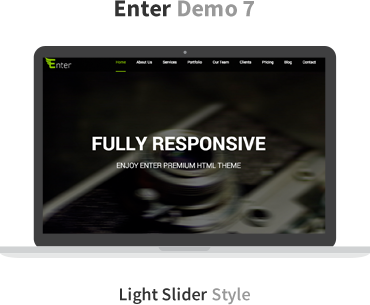 Enter Demo 7
Enter
Home About Us Services Portfolio Our Team Clients Pricing Blog Contact
FULLY RESPONSIVE
ENJOY ENTER PREMIUM HTML THEME
Light Slider Style